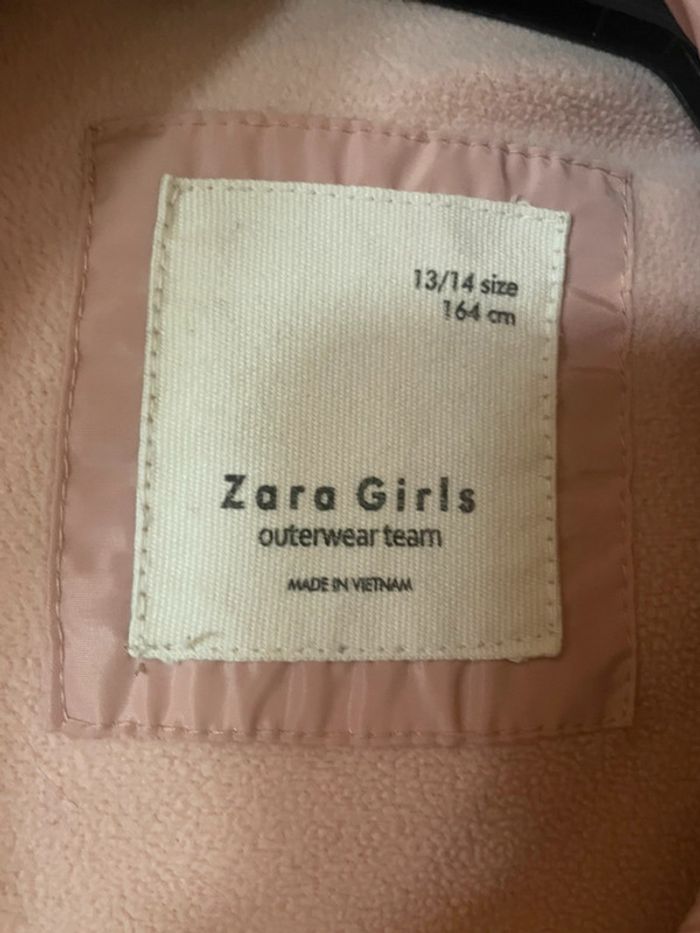 13/14 size
164 cm
Zara Girls
outerwear team
MADE IN VIETNAM